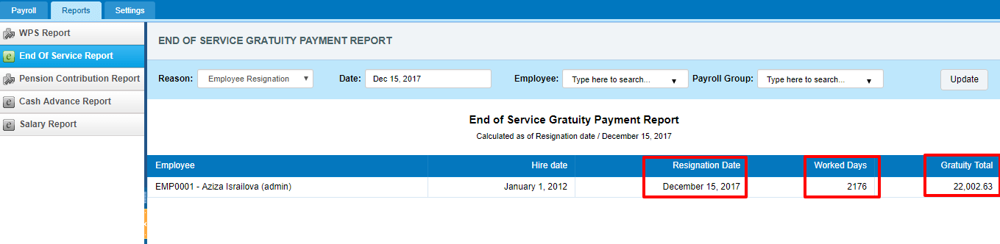 Payroll Reports Settings
WPS Report
End Of Service Report
Pension Contribution Report
Cash Advance Report
Salary Report
END OF SERVICE GRATUITY PAYMENT REPORT
Reason: Employee Resignation Date: Dec 15, 2017 Employee: Type here to search... Payroll Group: Type here to search... Update
End of Service Gratuity Payment Report
Calculated as of Resignation date / December 15, 2017
Employee Hire date Resignation Date Worked Days Gratuity Total
EMP0001 - Aziza Israilova (admin) January 1, 2012 December 15, 2017 2176 22,002.63